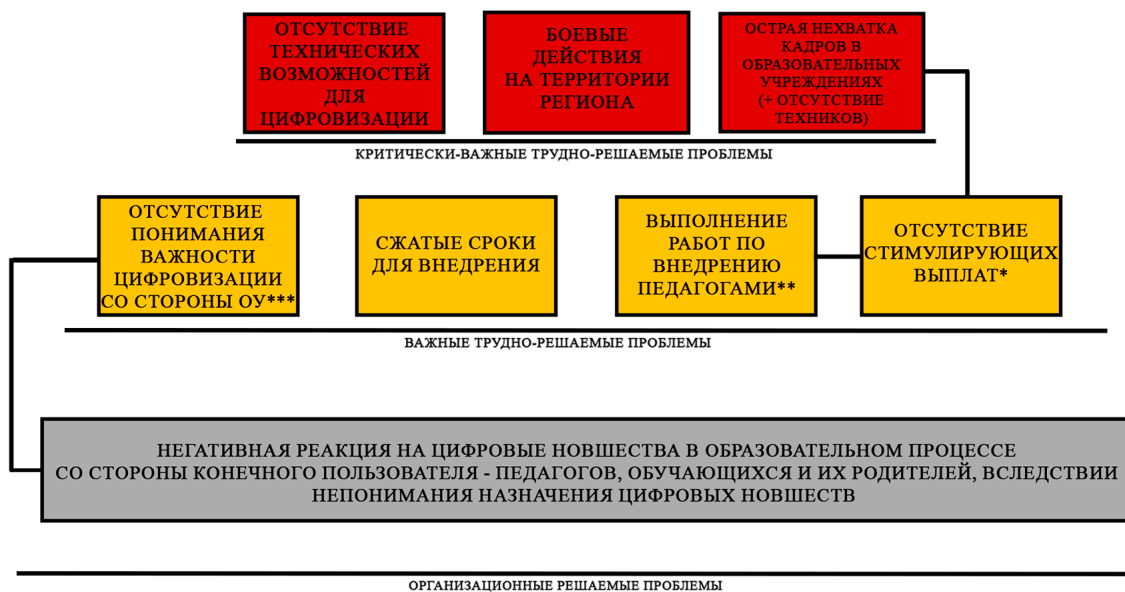 ОТСУТСТВИЕ
ТЕХНИЧЕСКИХ
ВОЗМОЖНОСТЕЙ
ДЛЯ
ЦИФРОВИЗАЦИИ
БОЕВЫЕ
ДЕЙСТВИЯ
НА ТЕРРИТОРИИ
РЕГИОНА
ОСТРАЯ НЕХВАТКА
КАДРОВ В
ОБРАЗОВАТЕЛЬНЫХ
УЧРЕЖДЕНИЯХ
(+ ОТСУТСТВИЕ
ТЕХНИКОВ)
КРИТИЧЕСКИ-ВАЖНЫЕ ТРУДНО-РЕШАЕМЫЕ ПРОБЛЕМЫ
ОТСУТСТВИЕ
ПОНИМАНИЯ
ВАЖНОСТИ
ЦИФРОВИЗАЦИИ
СО СТОРОНЫ ОУ***
СЖАТЫЕ СРОКИ
ДЛЯ ВНЕДРЕНИЯ
ВЫПОЛНЕНИЕ
РАБОТ ПО
ВНЕДРЕНИЮ
ПЕДАГОГАМИ**
ОТСУТСТВИЕ
СТИМУЛИРУЮЩИХ
ВЫПЛАТ*
ВАЖНЫЕ ТРУДНО-РЕШАЕМЫЕ ПРОБЛЕМЫ
НЕГАТИВНАЯ РЕАКЦИЯ НА ЦИФРОВЫЕ НОВШЕСТВА В ОБРАЗОВАТЕЛЬНОМ ПРОЦЕССЕ
СО СТОРОНЫ КОНЕЧНОГО ПОЛЬЗОВАТЕЛЯ - ПЕДАГОГОВ, ОБУЧАЮЩИХСЯ И ИХ РОДИТЕЛЕЙ, ВСЛЕДСТВИИ
НЕПОНИМАНИЯ НАЗНАЧЕНИЯ ЦИФРОВЫХ НОВШЕСТВ
ОРГАНИЗАЦИОННЫЕ РЕШАЕМЫЕ ПРОБЛЕМЫ